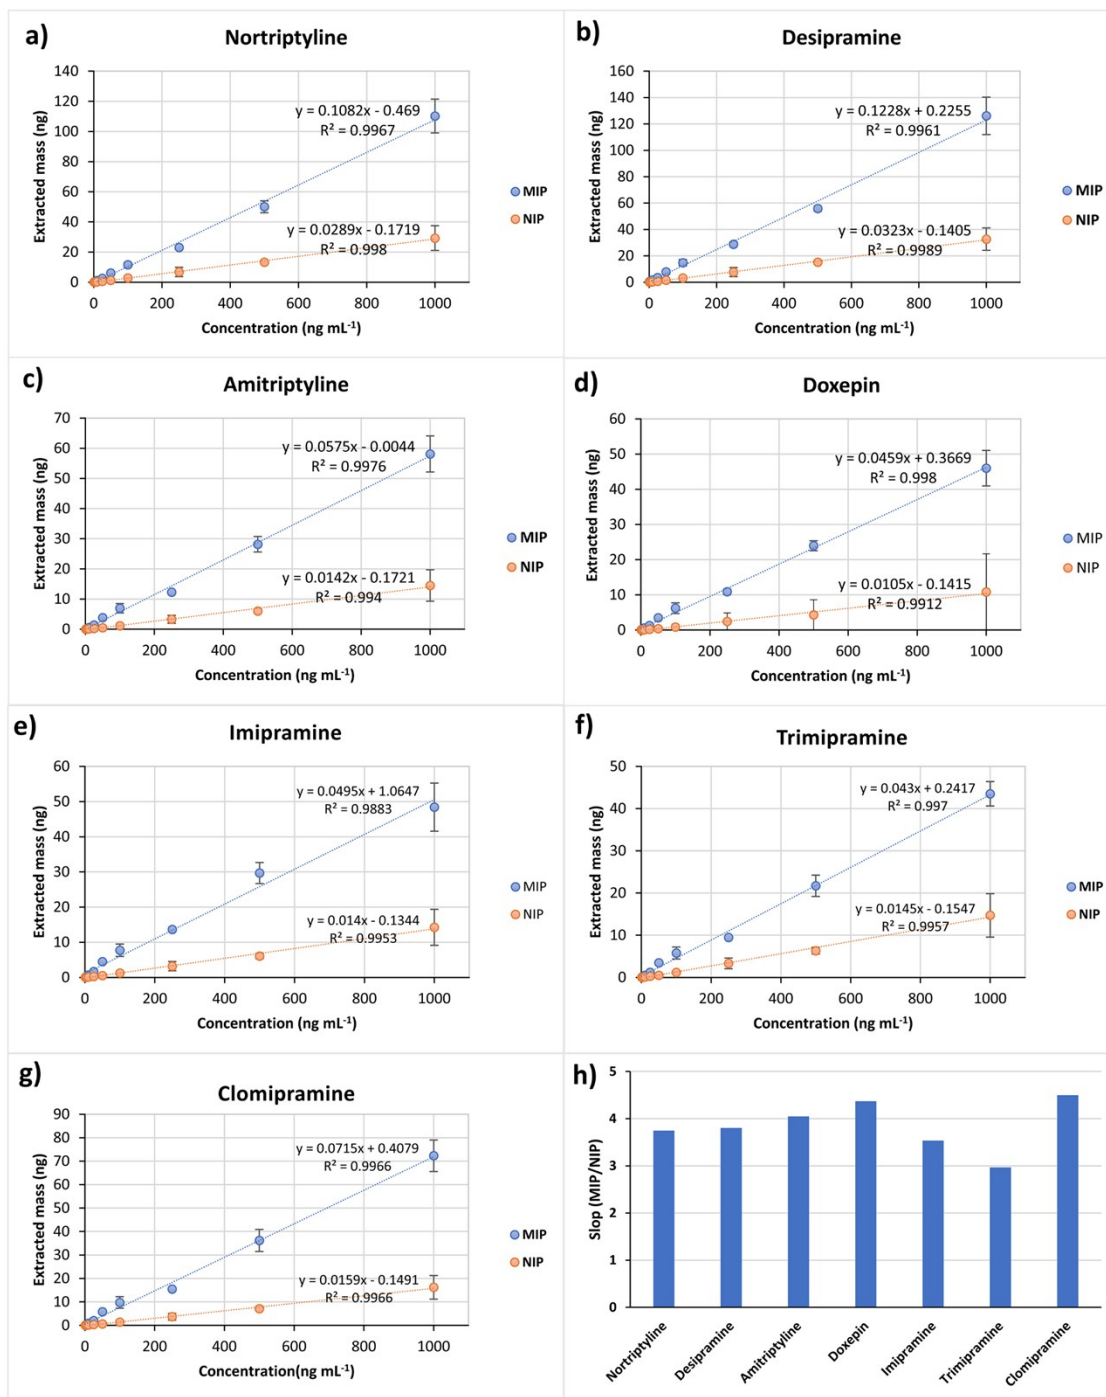 a)
Nortriptyline
Extracted mass (ng)
140
120
100
80
60
40
20
0
y = 0.1082x - 0.469
R² = 0.9967
y = 0.0289x - 0.1719
R² = 0.998
MIP
NIP
0 200 400 600 800 1000
Concentration (ng mL⁻¹)
b)
Desipramine
Extracted mass (ng)
160
140
120
100
80
60
40
20
0
y = 0.1228x + 0.2255
R² = 0.9961
y = 0.0323x - 0.1405
R² = 0.9989
MIP
NIP
0 200 400 600 800 1000
Concentration (ng mL⁻¹)
c)
Amitriptyline
Extracted mass (ng)
70
60
50
40
30
20
10
0
y = 0.0575x - 0.0044
R² = 0.9976
y = 0.0142x - 0.1721
R² = 0.994
MIP
NIP
0 200 400 600 800 1000
Concentration (ng mL⁻¹)
d)
Doxepin
Extracted mass (ng)
60
50
40
30
20
10
0
y = 0.0459x + 0.3669
R² = 0.998
y = 0.0105x - 0.1415
R² = 0.9912
MIP
NIP
0 200 400 600 800 1000
Concentration (ng mL⁻¹)
e)
Imipramine
Extracted mass (ng)
60
50
40
30
20
10
0
y = 0.0495x + 1.0647
R² = 0.9883
y = 0.014x - 0.1344
R² = 0.9953
MIP
NIP
0 200 400 600 800 1000
Concentration (ng mL⁻¹)
f)
Trimipramine
Extracted mass (ng)
50
40
30
20
10
0
y = 0.043x + 0.2417
R² = 0.997
y = 0.0145x - 0.1547
R² = 0.9957
MIP
NIP
0 200 400 600 800 1000
Concentration (ng mL⁻¹)
g)
Clomipramine
Extracted mass (ng)
90
80
70
60
50
40
30
20
10
0
y = 0.0715x + 0.4079
R² = 0.9966
y = 0.0159x - 0.1491
R² = 0.9966
MIP
NIP
0 200 400 600 800 1000
Concentration(ng mL⁻¹)
h)
Slop (MIP/NIP)
5
4
3
2
1
0
Nortriptyline
Desipramine
Amitriptyline
Doxepin
Imipramine
Trimipramine
Clomipramine